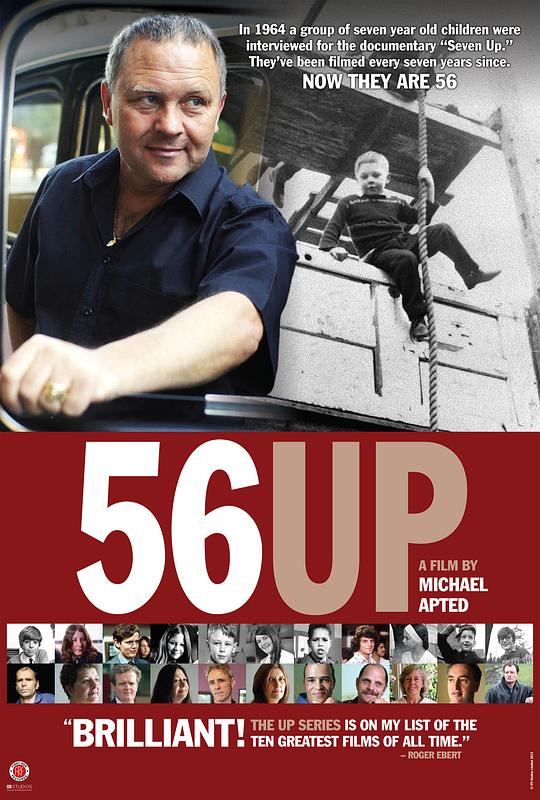 In 1964 a group of seven year old children were
interviewed for the documentary “Seven Up.”
They’ve been filmed every seven years since.
NOW THEY ARE 56
56UP
A FILM BY
MICHAEL
APTED
“BRILLIANT! THE UP SERIES IS ON MY LIST OF THE
TEN GREATEST FILMS OF ALL TIME.”
– ROGER EBERT
STUDIOS